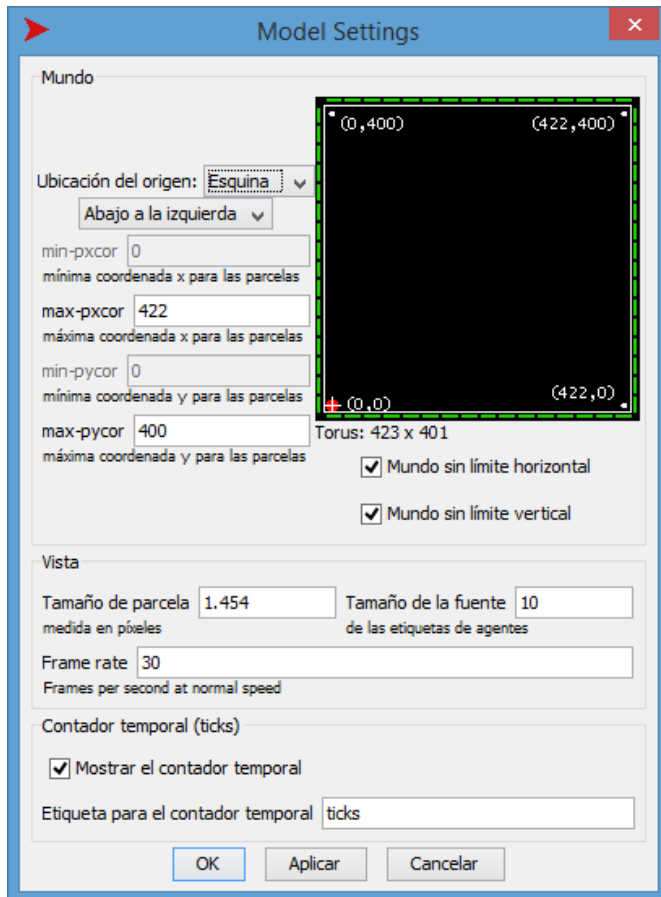 Model Settings
Mundo
(0,400) (422,400)
Ubicación del origen: Esquina
Abajo a la izquierda
min-pxcor 0
mínima coordenada x para las parcelas
max-pxcor 422
máxima coordenada x para las parcelas
min-pycor 0
mínima coordenada y para las parcelas
(0,0) (422,0)
max-pycor 400
máxima coordenada y para las parcelas
Torus: 423 x 401
Mundo sin límite horizontal
Mundo sin límite vertical
Vista
Tamaño de parcela 1.454 Tamaño de la fuente 10
medida en píxeles de las etiquetas de agentes
Frame rate 30
Frames per second at normal speed
Contador temporal (ticks)
Mostrar el contador temporal
Etiqueta para el contador temporal ticks
OK Aplicar Cancelar